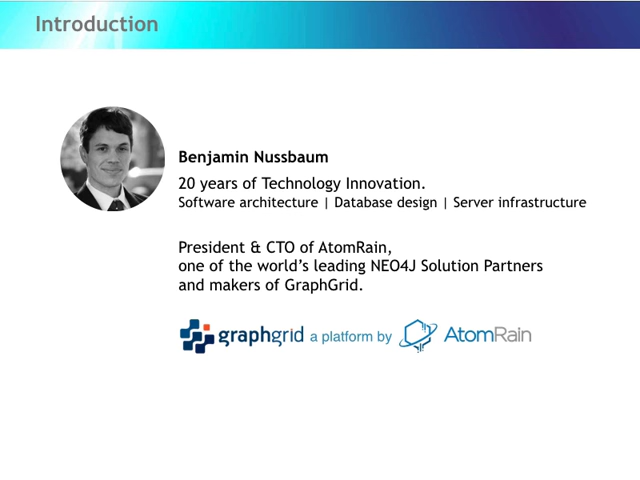 Introduction
Benjamin Nussbaum
20 years of Technology Innovation.
Software architecture | Database design | Server infrastructure
President & CTO of AtomRain,
one of the world's leading NEO4J Solution Partners
and makers of GraphGrid.
graphgrid a platform by AtomRain